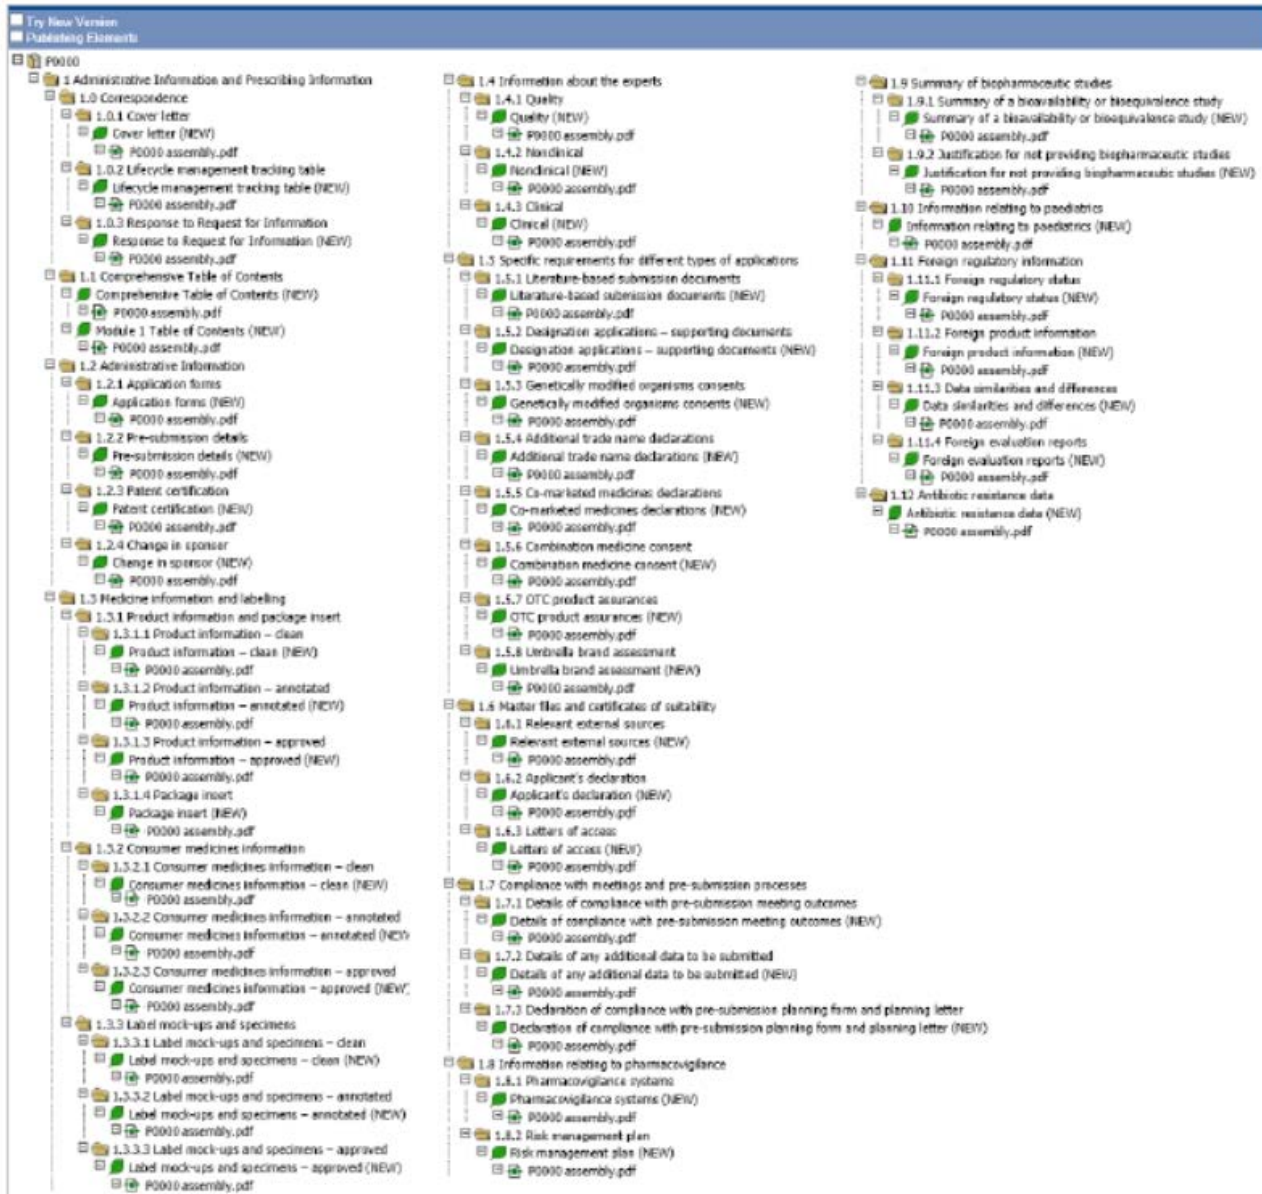 Try New Version
Publishing Elements
P0000
1 Administrative Information and Prescribing Information
1.0 Correspondence
1.0.1 Cover letter
Cover letter (NEW)
P0000 assembly.pdf
1.0.2 Lifecycle management tracking table
Lifecycle management tracking table (NEW)
P0000 assembly.pdf
1.0.3 Response to Request for Information
Response to Request for Information (NEW)
P0000 assembly.pdf
1.1 Comprehensive Table of Contents
Comprehensive Table of Contents (NEW)
P0000 assembly.pdf
Module 1 Table of Contents (NEW)
P0000 assembly.pdf
1.2 Administrative Information
1.2.1 Application forms
Application forms (NEW)
P0000 assembly.pdf
1.2.2 Pre-submission details
Pre-submission details (NEW)
P0000 assembly.pdf
1.2.3 Patent certification
Patent certification (NEW)
P0000 assembly.pdf
1.2.4 Change in sponsor
Change in sponsor (NEW)
P0000 assembly.pdf
1.3 Medicine information and labelling
1.3.1 Product information and package insert
1.3.1.1 Product information – clean
Product information – clean (NEW)
P0000 assembly.pdf
1.3.1.2 Product information – annotated
Product information – annotated (NEW)
P0000 assembly.pdf
1.3.1.3 Product information – approved
Product information – approved (NEW)
P0000 assembly.pdf
1.3.1.4 Package insert
Package insert (NEW)
P0000 assembly.pdf
1.3.2 Consumer medicines information
1.3.2.1 Consumer medicines information – clean
Consumer medicines information – clean (NEW)
P0000 assembly.pdf
1.3.2.2 Consumer medicines information – annotated
Consumer medicines information – annotated (NEW)
P0000 assembly.pdf
1.3.2.3 Consumer medicines information – approved
Consumer medicines information – approved (NEW)
P0000 assembly.pdf
1.3.3 Label mock-ups and specimens
1.3.3.1 Label mock-ups and specimens – clean
Label mock-ups and specimens – clean (NEW)
P0000 assembly.pdf
1.3.3.2 Label mock-ups and specimens – annotated
Label mock-ups and specimens – annotated (NEW)
P0000 assembly.pdf
1.3.3.3 Label mock-ups and specimens – approved
Label mock-ups and specimens – approved (NEW)
P0000 assembly.pdf
1.4 Information about the experts
1.4.1 Quality
Quality (NEW)
P0000 assembly.pdf
1.4.2 Nondinical
Nondinical (NEW)
P0000 assembly.pdf
1.4.3 Clinical
Clinical (NEW)
P0000 assembly.pdf
1.5 Specific requirements for different types of applications
1.5.1 Literature-based submission documents
Literature-based submission documents (NEW)
P0000 assembly.pdf
1.5.2 Designation applications – supporting documents
Designation applications – supporting documents (NEW)
P0000 assembly.pdf
1.5.3 Genetically modified organisms consents
Genetically modified organisms consents (NEW)
P0000 assembly.pdf
1.5.4 Additional trade name declarations
Additional trade name declarations (NEW)
P0000 assembly.pdf
1.5.5 Co-marketed medicines declarations
Co-marketed medicines declarations (NEW)
P0000 assembly.pdf
1.5.6 Combination medicine consent
Combination medicine consent (NEW)
P0000 assembly.pdf
1.5.7 OTC product assurances
OTC product assurances (NEW)
P0000 assembly.pdf
1.5.8 Umbrella brand assessment
Umbrella brand assessment (NEW)
P0000 assembly.pdf
1.6 Master files and certificates of suitability
1.6.1 Relevant external sources
Relevant external sources (NEW)
P0000 assembly.pdf
1.6.2 Applicant's declaration
Applicant's declaration (NEW)
P0000 assembly.pdf
1.6.3 Letters of access
Letters of access (NEW)
P0000 assembly.pdf
1.7 Compliance with meetings and pre-submission processes
1.7.1 Details of compliance with pre-submission meeting outcomes
Details of compliance with pre-submission meeting outcomes (NEW)
P0000 assembly.pdf
1.7.2 Details of any additional data to be submitted
Details of any additional data to be submitted (NEW)
P0000 assembly.pdf
1.7.3 Declaration of compliance with pre-submission planning form and planning letter
Declaration of compliance with pre-submission planning form and planning letter (NEW)
P0000 assembly.pdf
1.8 Information relating to pharmacovigilance
1.8.1 Pharmacovigilance systems
Pharmacovigilance systems (NEW)
P0000 assembly.pdf
1.8.2 Risk management plan
Risk management plan (NEW)
P0000 assembly.pdf
1.9 Summary of biopharmaceutic studies
1.9.1 Summary of a bioavailability or bioequivalence study
Summary of a bioavailability or bioequivalence study (NEW)
P0000 assembly.pdf
1.9.2 Justification for not providing biopharmaceutic studies
Justification for not providing biopharmaceutic studies (NEW)
P0000 assembly.pdf
1.10 Information relating to paediatrics
Information relating to paediatrics (NEW)
P0000 assembly.pdf
1.11 Foreign regulatory information
1.11.1 Foreign regulatory status
Foreign regulatory status (NEW)
P0000 assembly.pdf
1.11.2 Foreign product information
Foreign product information (NEW)
P0000 assembly.pdf
1.11.3 Data similarities and differences
Data similarities and differences (NEW)
P0000 assembly.pdf
1.11.4 Foreign evaluation reports
Foreign evaluation reports (NEW)
P0000 assembly.pdf
1.12 Antibiotic resistance data
Antibiotic resistance data (NEW)
P0000 assembly.pdf